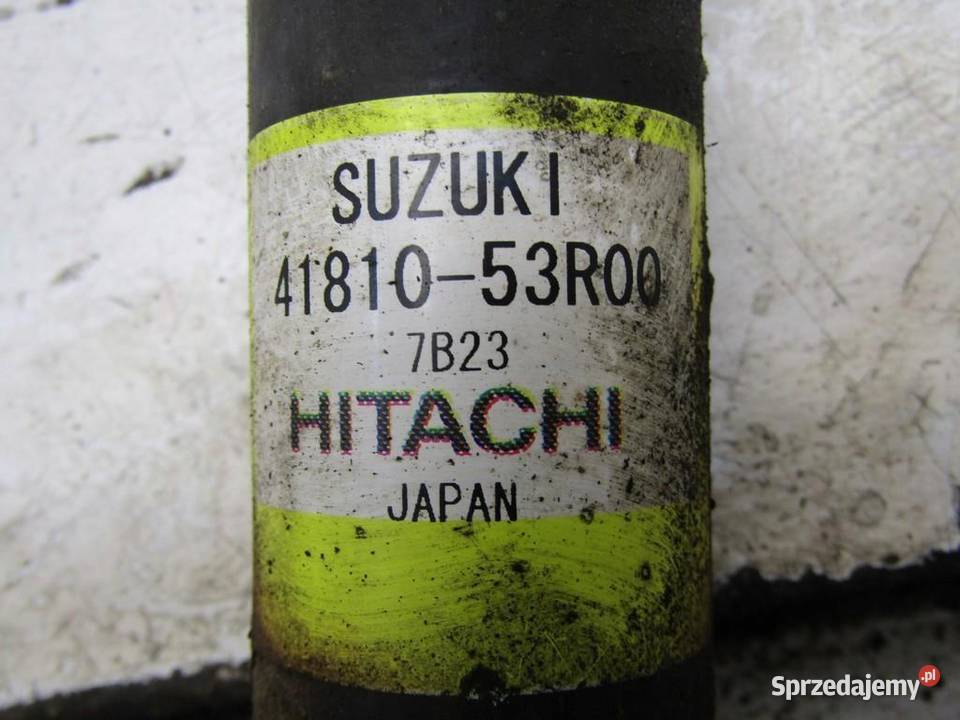 SUZUKI
41810-53R00
7B23
HITACHI
JAPAN
Sprzedajemy.pl